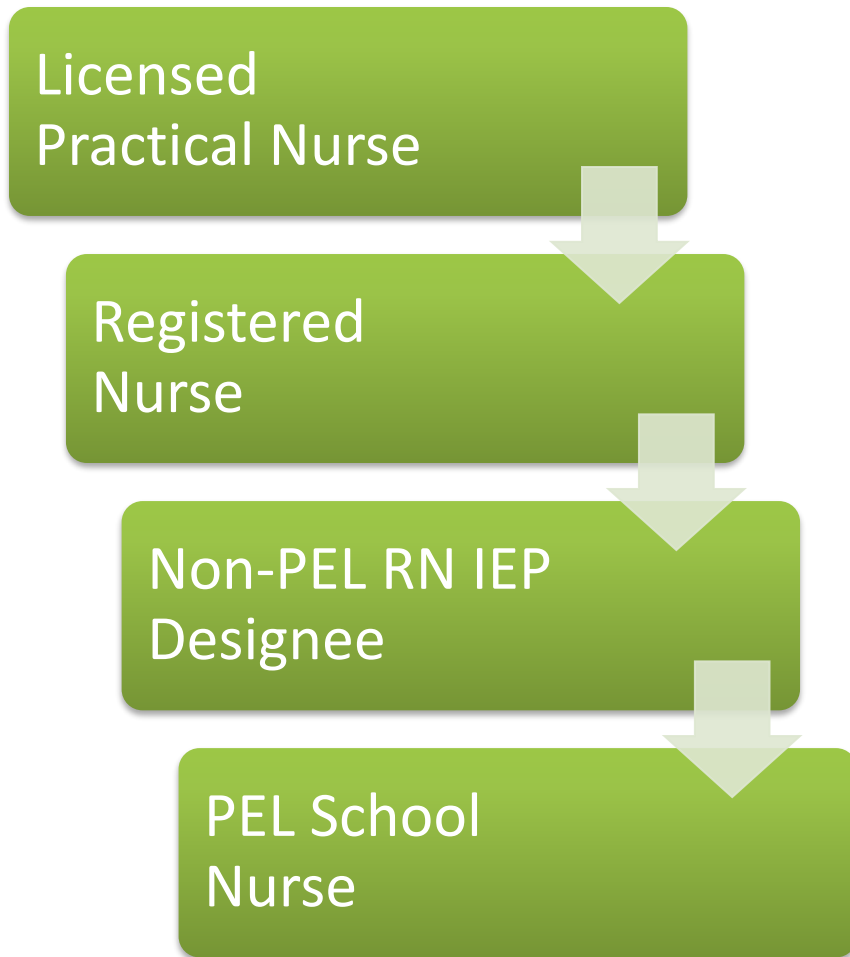 Licensed
Practical Nurse
Registered
Nurse
Non-PEL RN IEP
Designee
PEL School
Nurse